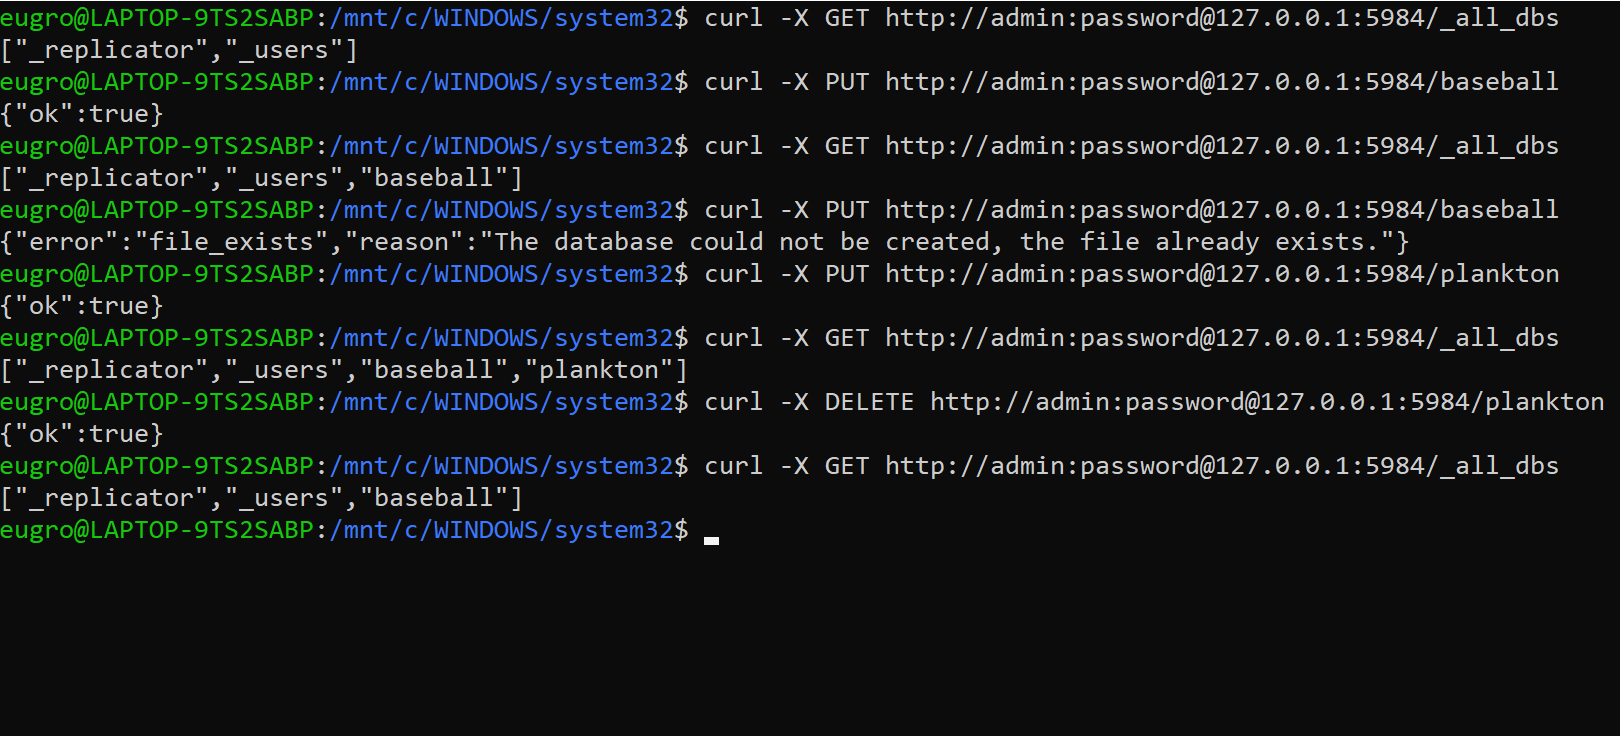 eugro@LAPTOP-9TS2SABP:/mnt/c/WINDOWS/system32$ curl -X GET http://admin:password@127.0.0.1:5984/_all_dbs
["_replicator","_users"]
eugro@LAPTOP-9TS2SABP:/mnt/c/WINDOWS/system32$ curl -X PUT http://admin:password@127.0.0.1:5984/baseball
{"ok":true}
eugro@LAPTOP-9TS2SABP:/mnt/c/WINDOWS/system32$ curl -X GET http://admin:password@127.0.0.1:5984/_all_dbs
["_replicator","_users","baseball"]
eugro@LAPTOP-9TS2SABP:/mnt/c/WINDOWS/system32$ curl -X PUT http://admin:password@127.0.0.1:5984/baseball
{"error":"file_exists","reason":"The database could not be created, the file already exists."}
eugro@LAPTOP-9TS2SABP:/mnt/c/WINDOWS/system32$ curl -X PUT http://admin:password@127.0.0.1:5984/plankton
{"ok":true}
eugro@LAPTOP-9TS2SABP:/mnt/c/WINDOWS/system32$ curl -X GET http://admin:password@127.0.0.1:5984/_all_dbs
["_replicator","_users","baseball","plankton"]
eugro@LAPTOP-9TS2SABP:/mnt/c/WINDOWS/system32$ curl -X DELETE http://admin:password@127.0.0.1:5984/plankton
{"ok":true}
eugro@LAPTOP-9TS2SABP:/mnt/c/WINDOWS/system32$ curl -X GET http://admin:password@127.0.0.1:5984/_all_dbs
["_replicator","_users","baseball"]
eugro@LAPTOP-9TS2SABP:/mnt/c/WINDOWS/system32$